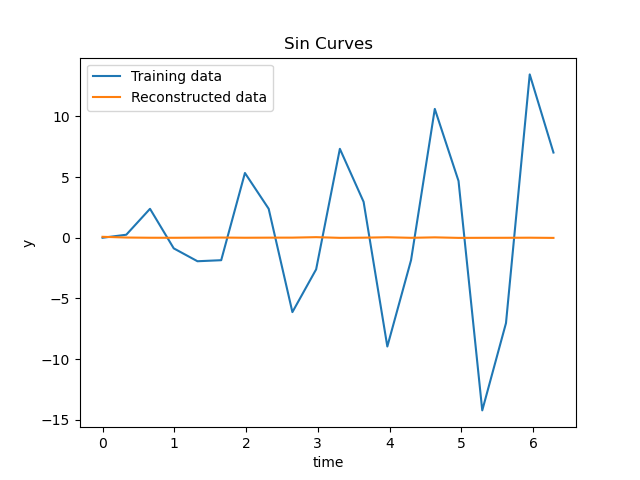 Sin Curves
Training data
Reconstructed data
10
5
0
−5
−10
−15
y
0 1 2 3 4 5 6
time